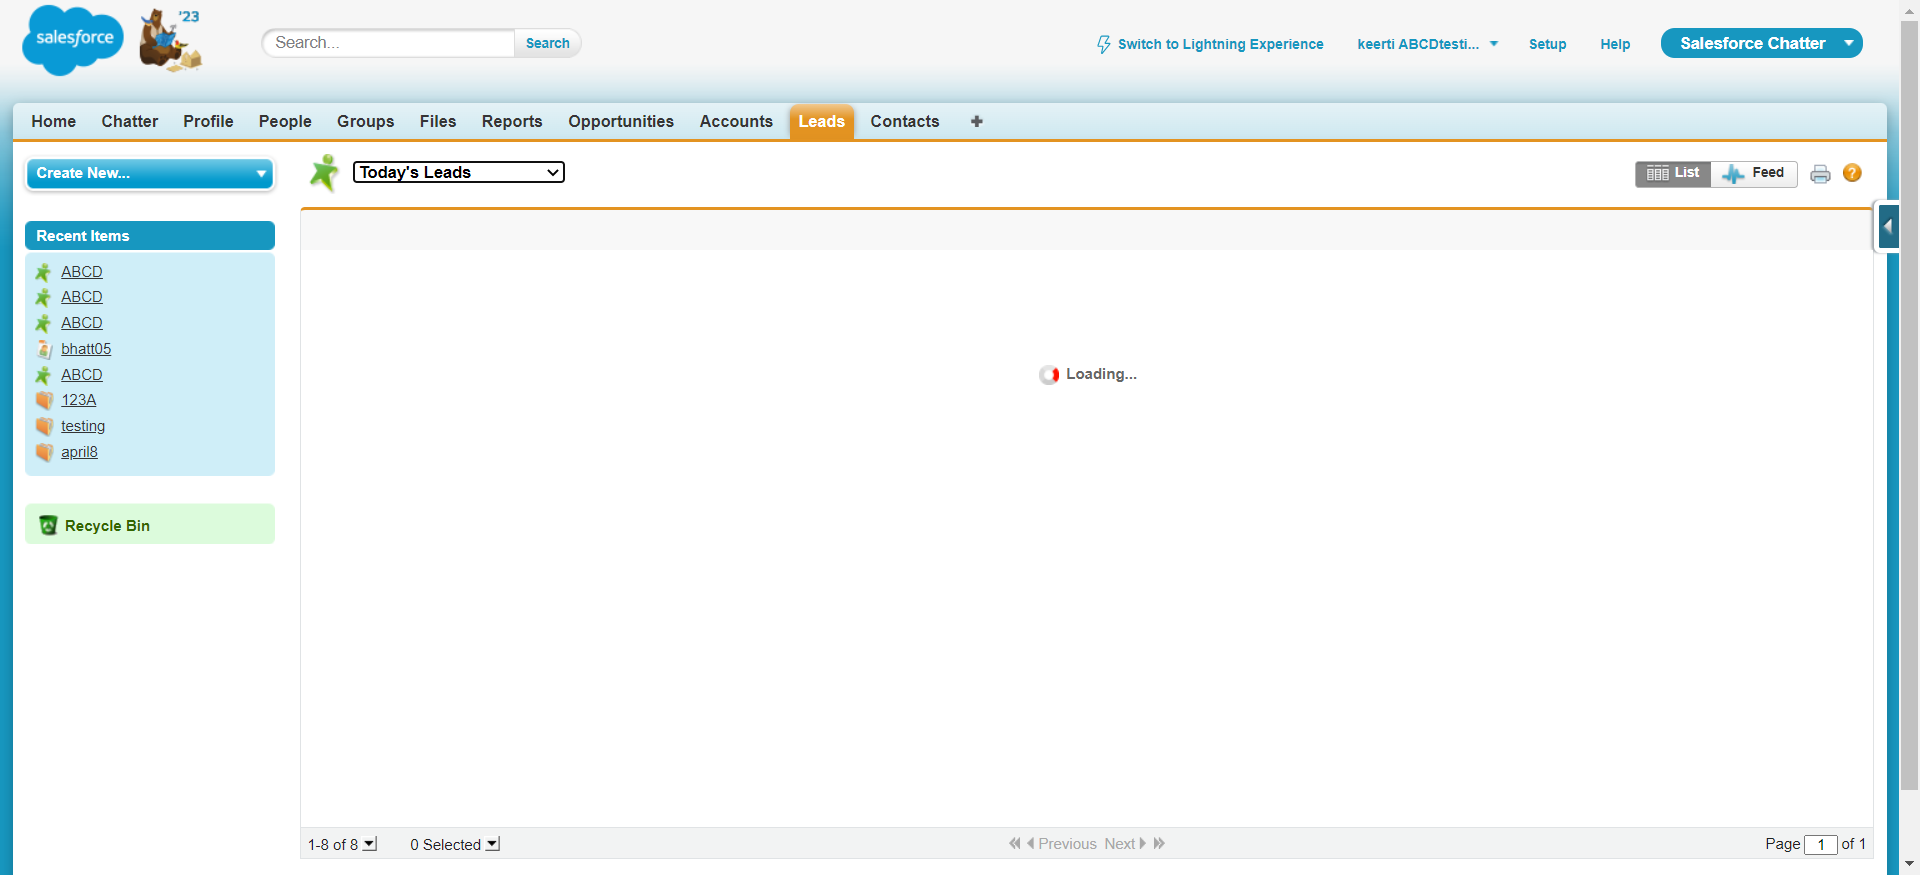 salesforce
'23
Search...
Search
Switch to Lightning Experience
keerti ABCDtesti...
Setup
Help
Salesforce Chatter
Home
Chatter
Profile
People
Groups
Files
Reports
Opportunities
Accounts
Leads
Contacts
+
Create New...
Today's Leads
List
Feed
?
Recent Items
ABCD
ABCD
ABCD
bhatt05
ABCD
123A
testing
april8
Recycle Bin
Loading...
1-8 of 8
0 Selected
Previous
Next
Page 1 of 1